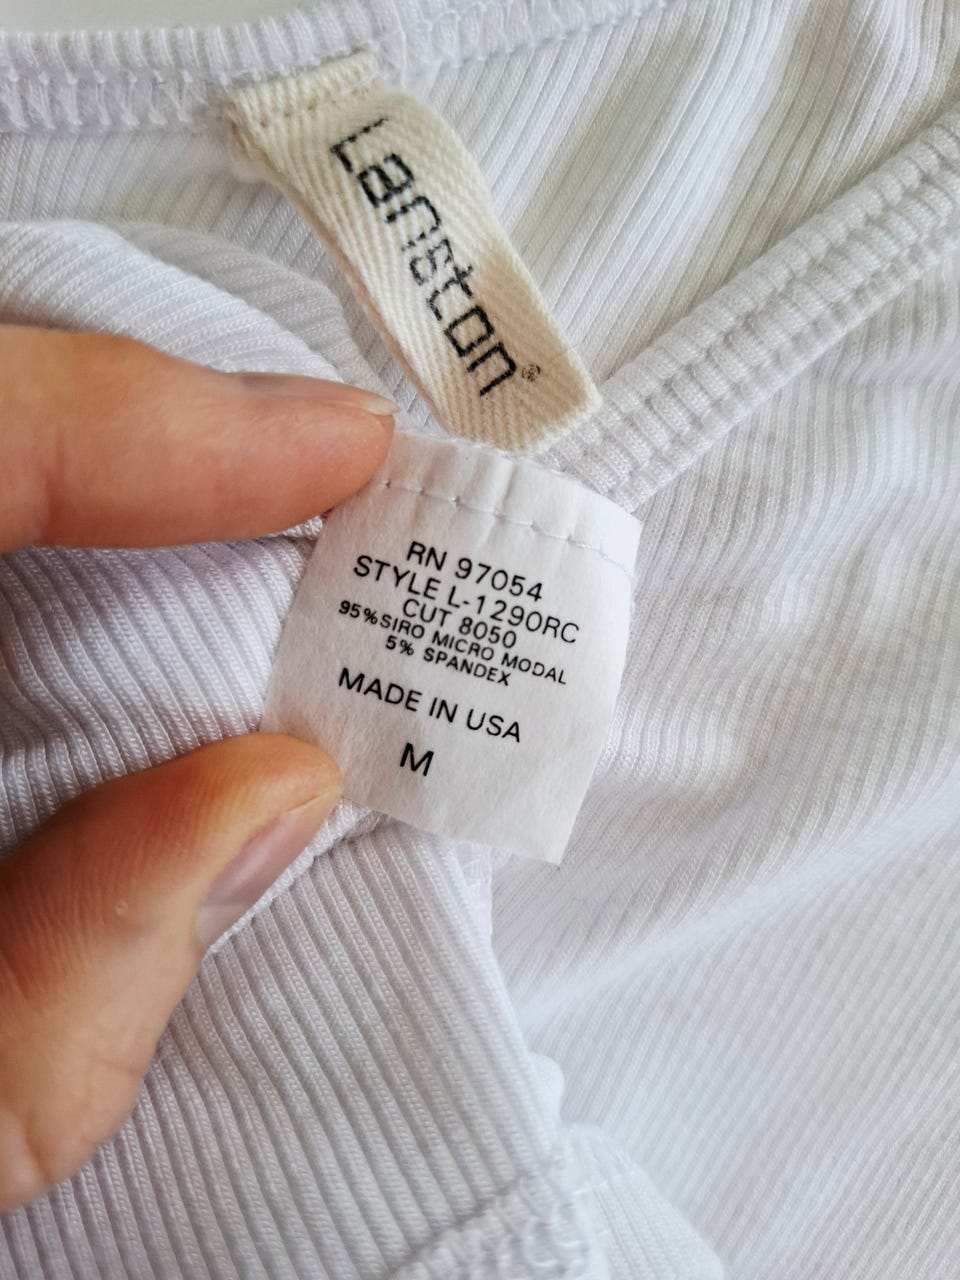 Lanston®
RN 97054
STYLE L-1290RC
CUT 8050
95%SIRO MICRO MODAL
5% SPANDEX
MADE IN USA
M